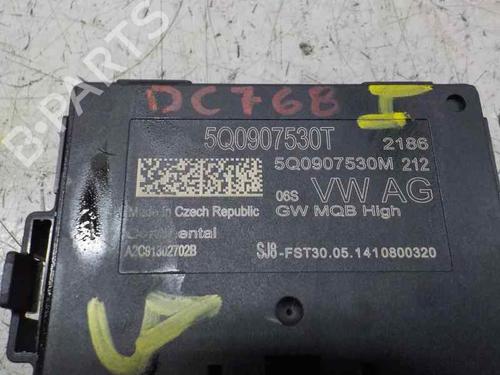 DC768 I
5Q0907530T 2186
5Q0907530M 212
06S VW AG
Made in Czech Republic GW MQB High
Continental
A2C91302702B SJ8-FST30.05.1410800320
B-PARTS